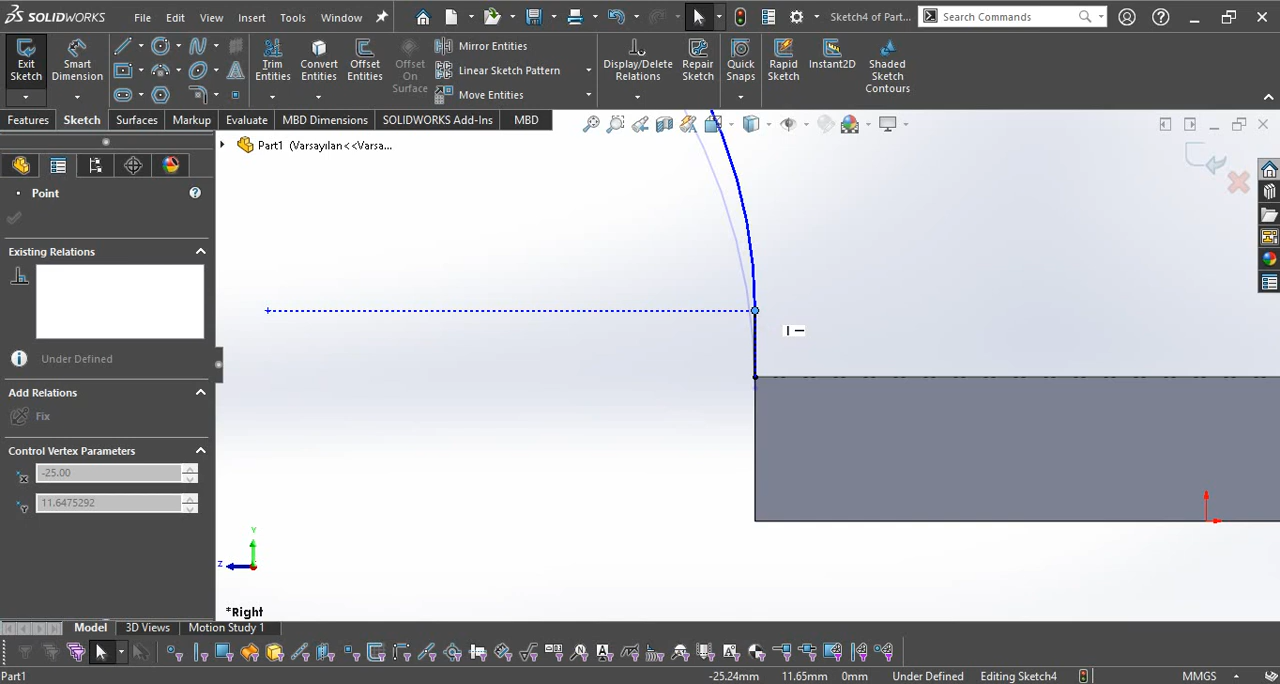 SOLIDWORKS File Edit View Insert Tools Window Sketch4 of Part... Search Commands
Exit Sketch
Smart Dimension
Trim Entities
Convert Entities
Offset Entities
Offset On Surface
Mirror Entities
Linear Sketch Pattern
Move Entities
Display/Delete Relations
Repair Sketch
Quick Snaps
Rapid Sketch
Instant2D
Shaded Sketch Contours
Features Sketch Surfaces Markup Evaluate MBD Dimensions SOLIDWORKS Add-Ins MBD
Part1 (Varsayılan<<Varsa...
Point
Existing Relations
Under Defined
Add Relations
Fix
Control Vertex Parameters
-25.00
11.6475292
Y
Z
*Right
Model 3D Views Motion Study 1
Part1 -25.24mm 11.65mm 0mm Under Defined Editing Sketch4 MMGS